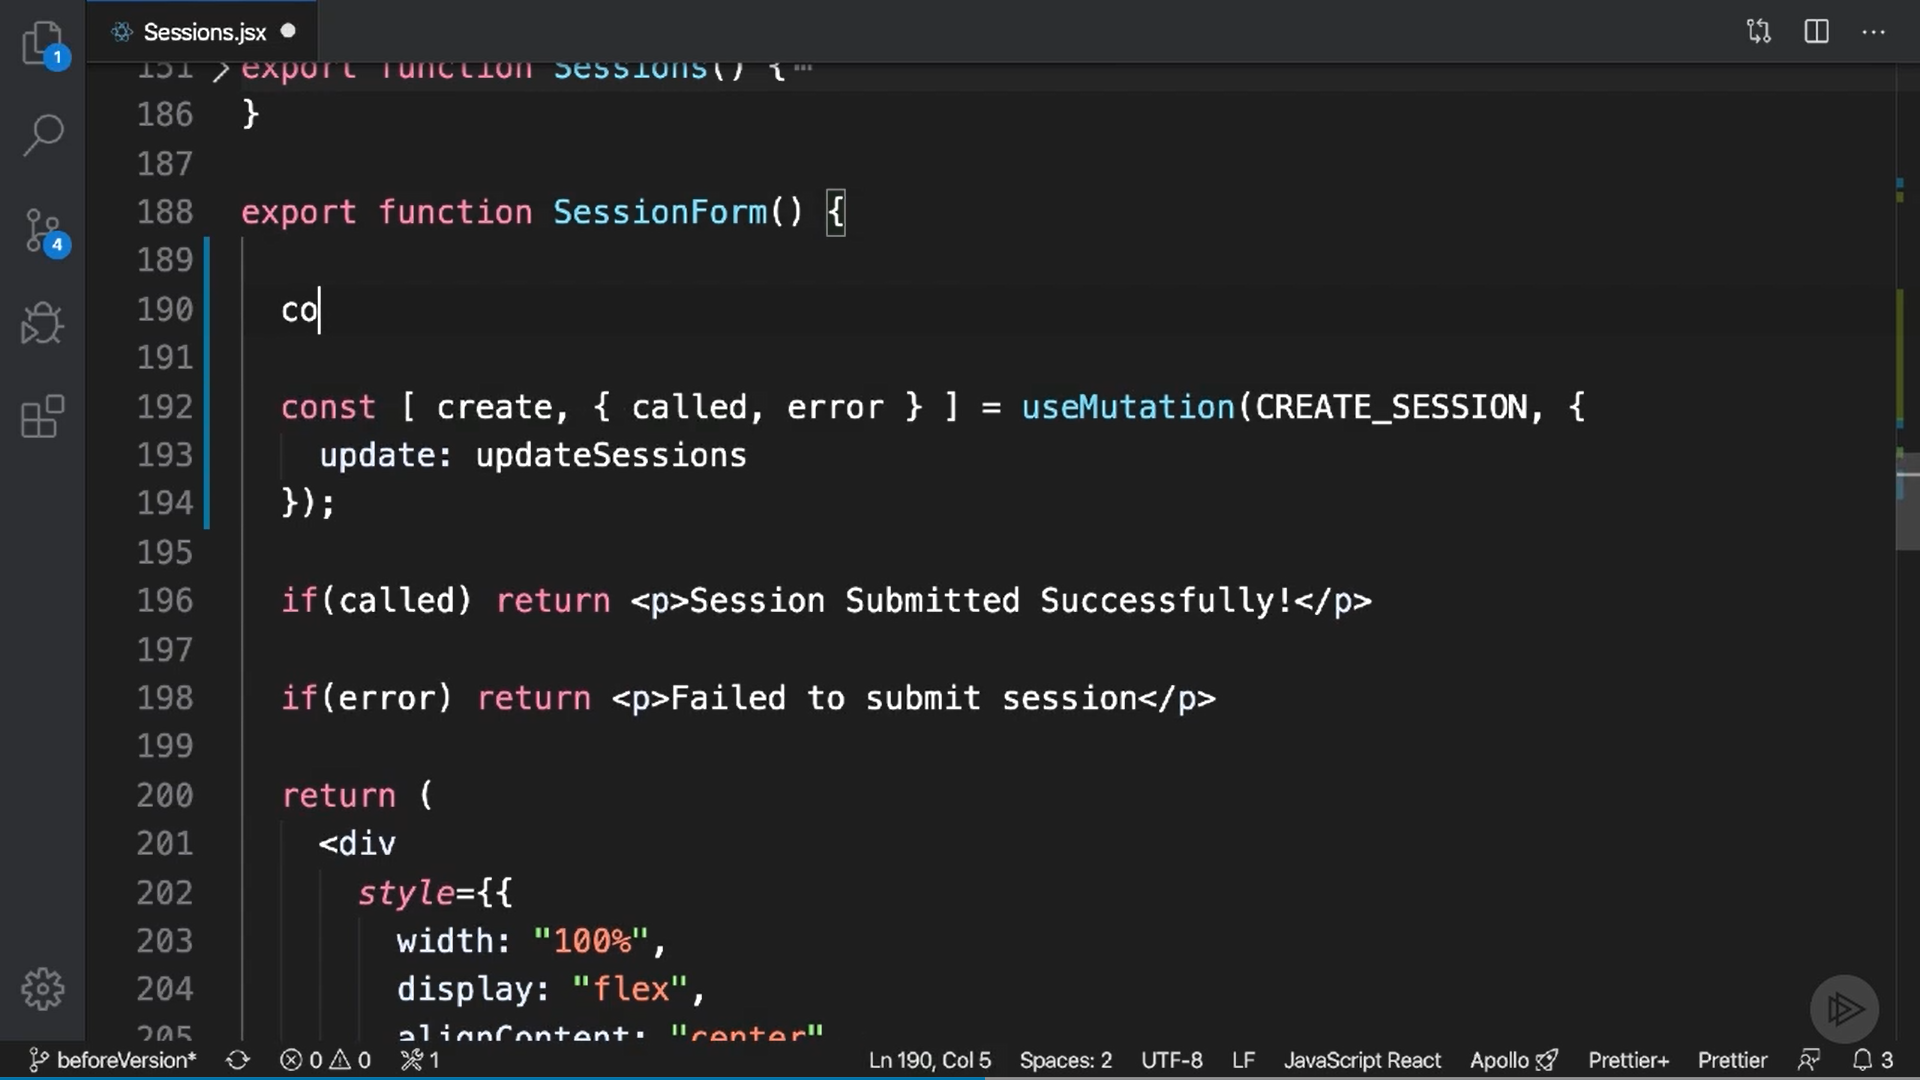 Sessions.jsx
1
151 export function Sessions() {
186 }
187
188 export function SessionForm() {
189
4
190 co
191
192 const [ create, { called, error } ] = useMutation(CREATE_SESSION, {
193 update: updateSessions
194 });
195
196 if(called) return <p>Session Submitted Successfully!</p>
197
198 if(error) return <p>Failed to submit session</p>
199
200 return (
201 <div
202 style={{
203 width: "100%",
204 display: "flex",
205 alignContent: "center"
beforeVersion* 0 0 1 Ln 190, Col 5 Spaces: 2 UTF-8 LF JavaScript React Apollo Prettier+ Prettier 3